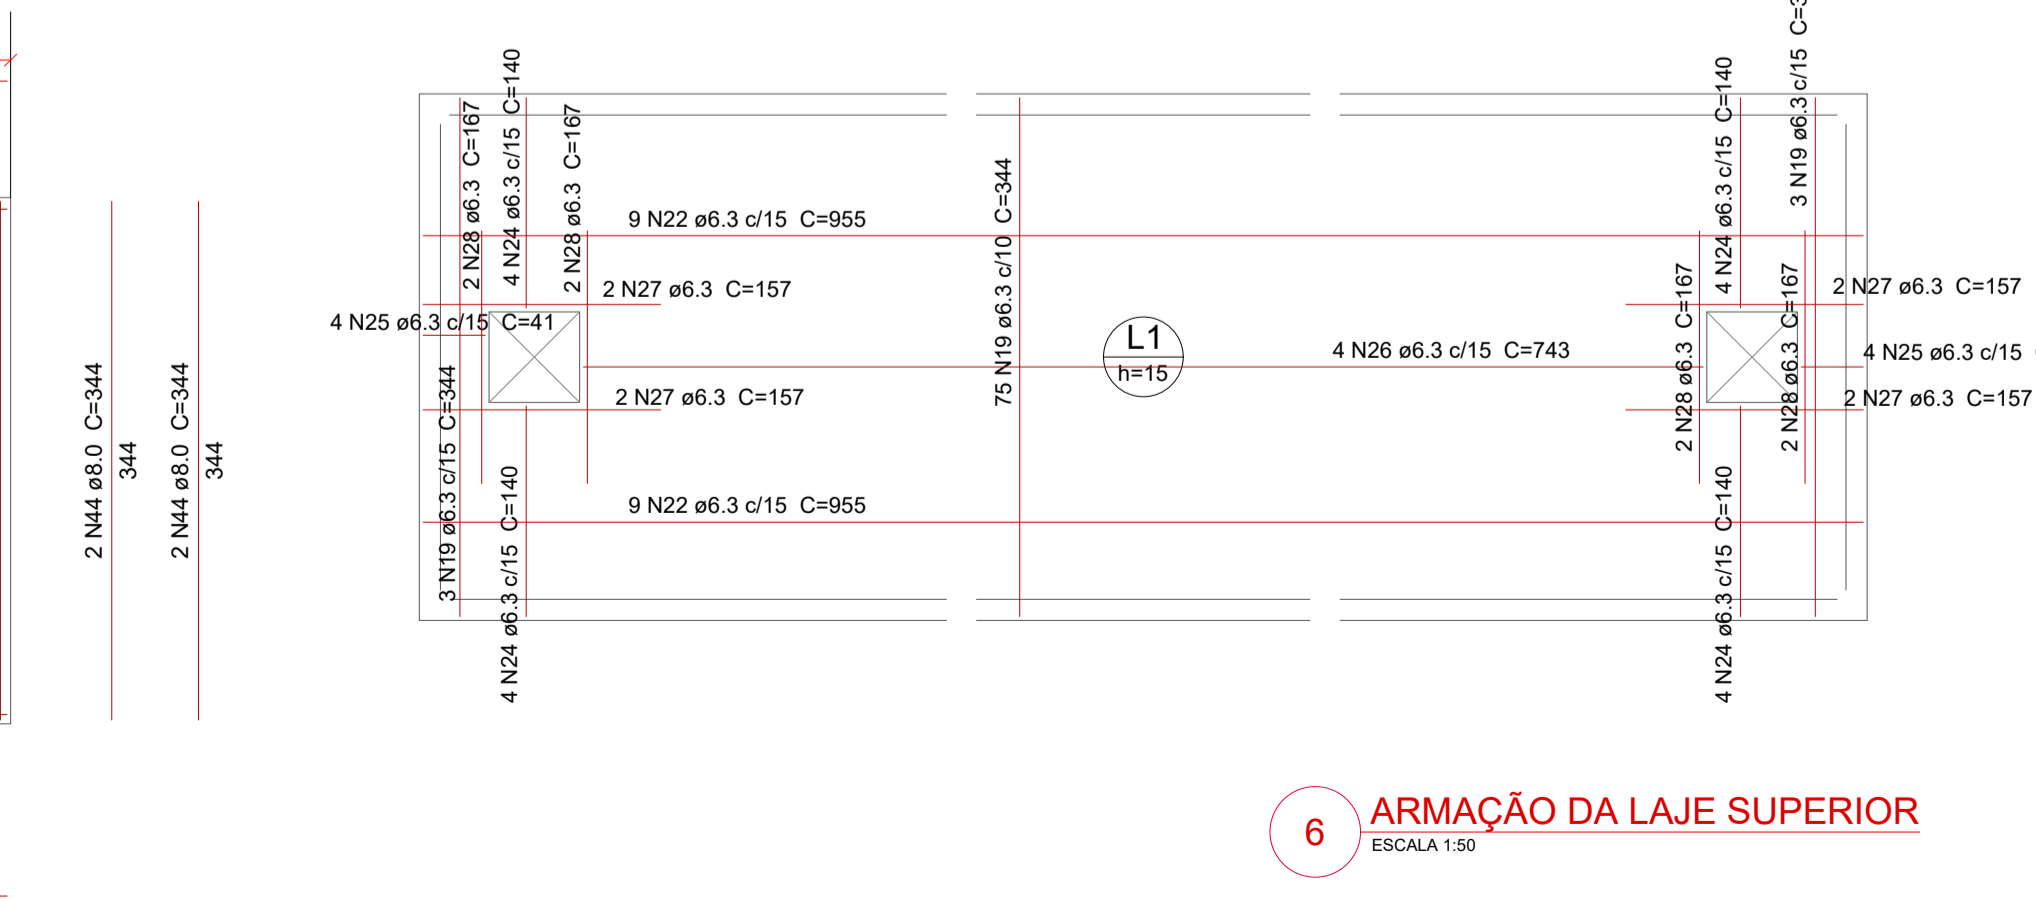 2 N44 ø8.0 C=344
344
2 N44 ø8.0 C=344
344
2 N28 ø6.3 C=167
4 N24 ø6.3 c/15 C=140
2 N28 ø6.3 C=167
9 N22 ø6.3 c/15 C=955
2 N27 ø6.3 C=157
4 N25 ø6.3 c/15 C=41
2 N27 ø6.3 C=157
3 N19 ø6.3 c/15 C=344
4 N24 ø6.3 c/15 C=140
9 N22 ø6.3 c/15 C=955
75 N19 ø6.3 c/10 C=344
L1
h=15
4 N26 ø6.3 c/15 C=743
4 N24 ø6.3 c/15 C=140
3 N19 ø6.3 c/15 C=3
2 N28 ø6.3 C=167
2 N28 ø6.3 C=167
2 N27 ø6.3 C=157
4 N25 ø6.3 c/15
2 N27 ø6.3 C=157
4 N24 ø6.3 c/15 C=140
6
ARMAÇÃO DA LAJE SUPERIOR
ESCALA 1:50